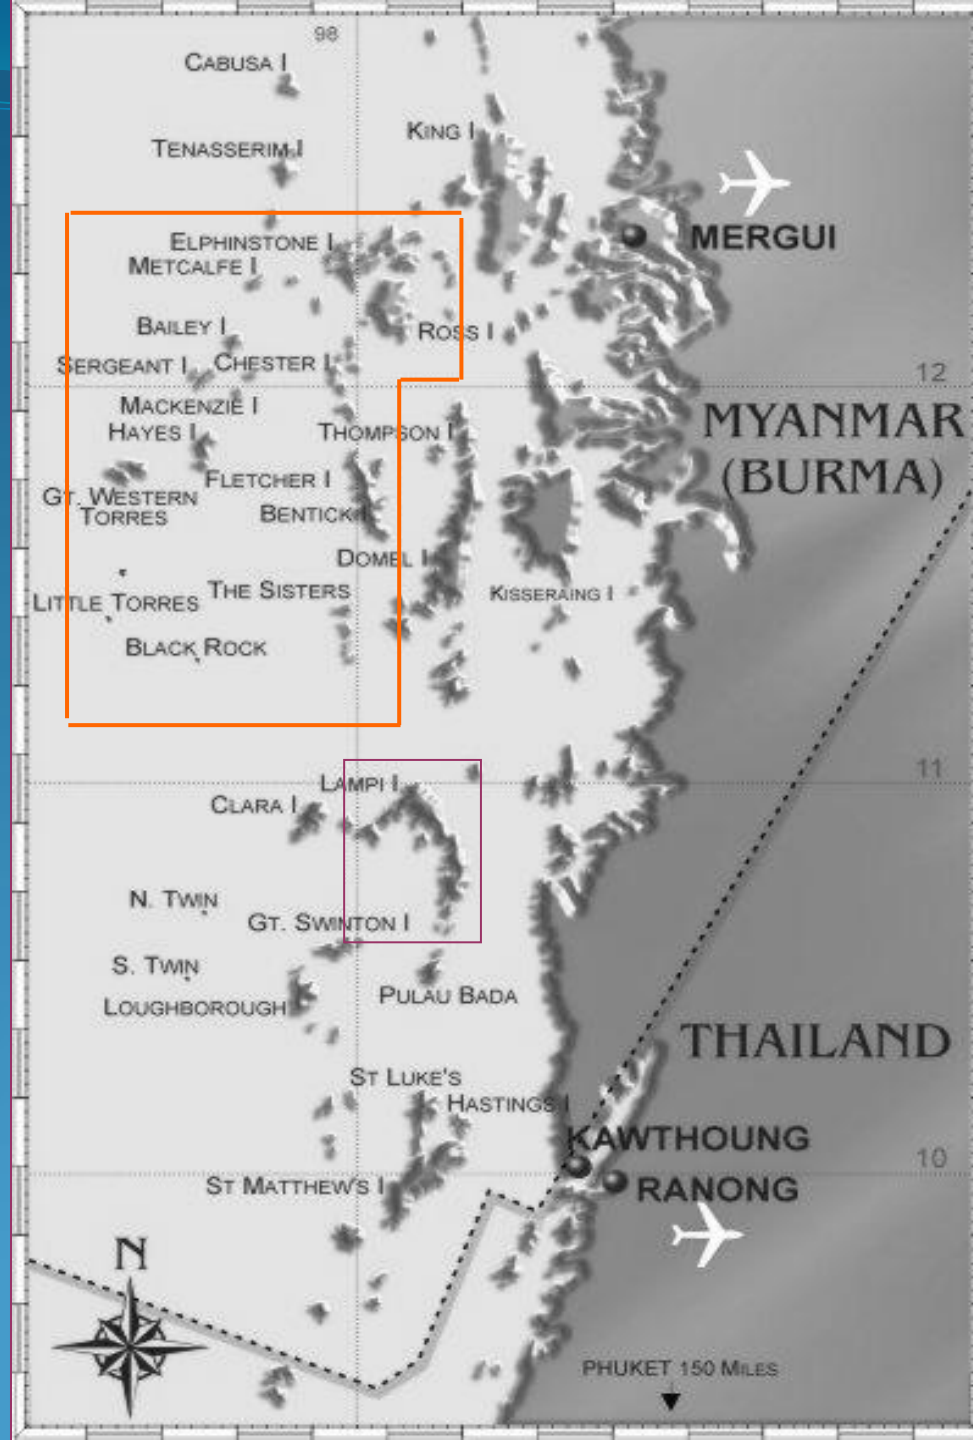 98
CABUSA I
KING I
TENASSERIM I
MERGUI
ELPHINSTONE I
METCALFE I
BAILEY I
ROSS I
SERGEANT I
CHESTER I
12
MACKENZIE I
HAYES I
THOMPSON I
MYANMAR
(BURMA)
FLETCHER I
GT. WESTERN
TORRES
BENTICK I
DOMEL I
THE SISTERS
KISSERAING I
LITTLE TORRES
BLACK ROCK
11
LAMPI I
CLARA I
N. TWIN
GT. SWINTON I
S. TWIN
PULAU BADA
LOUGHBOROUGH I
THAILAND
ST LUKE'S
HASTINGS I
KAWTHOUNG
10
ST MATTHEW'S I
RANONG
N
PHUKET 150 MILES